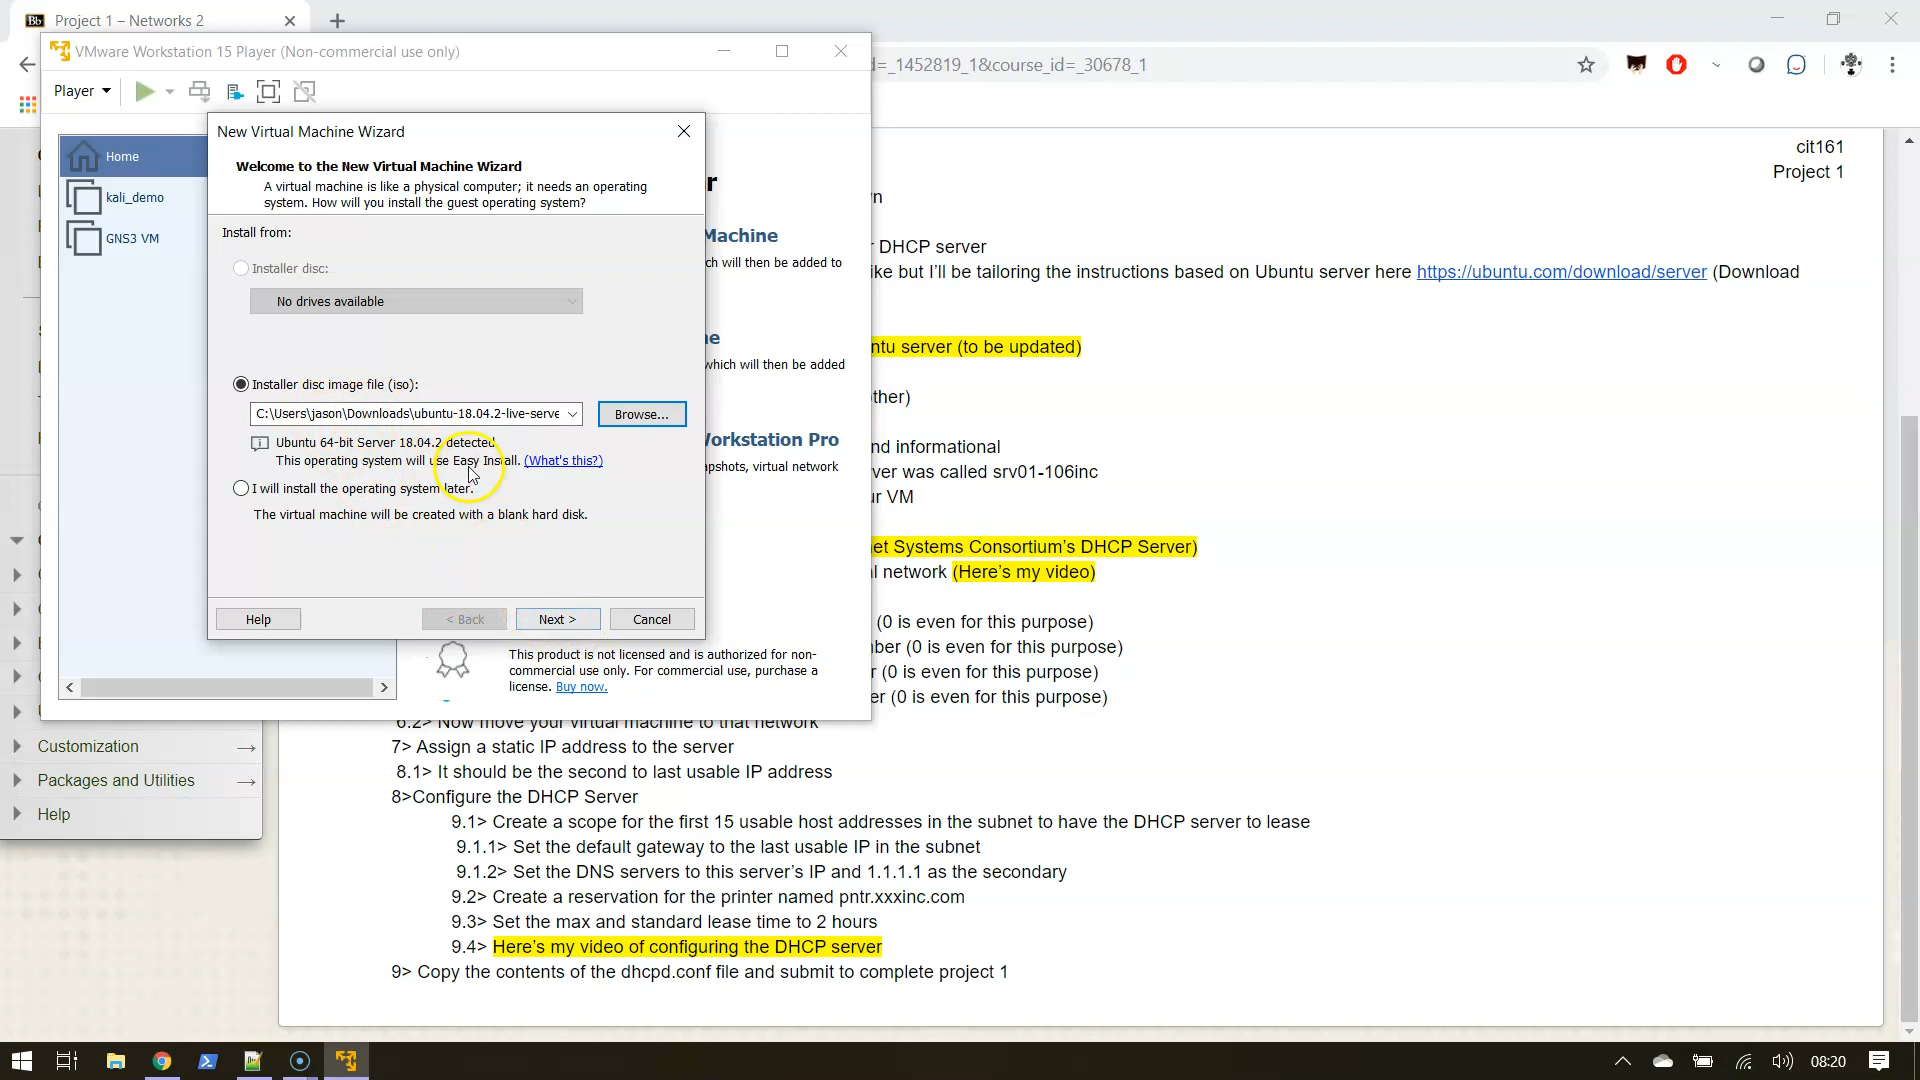 Project 1 – Networks 2
VMware Workstation 15 Player (Non-commercial use only)
d=_1452819_1&course_id=_30678_1
Player
New Virtual Machine Wizard
Home
kali_demo
GNS3 VM
Welcome to the New Virtual Machine Wizard
A virtual machine is like a physical computer; it needs an operating
system. How will you install the guest operating system?
Install from:
Installer disc:
No drives available
Installer disc image file (iso):
C:\Users\jason\Downloads\ubuntu-18.04.2-live-serve
Browse...
Ubuntu 64-bit Server 18.04.2 detected.
This operating system will use Easy Install. (What's this?)
I will install the operating system later.
The virtual machine will be created with a blank hard disk.
Help
< Back
Next >
Cancel
Machine
ch will then be added to
which will then be added
Workstation Pro
apshots, virtual network
This product is not licensed and is authorized for non-
commercial use only. For commercial use, purchase a
license. Buy now.
cit161
Project 1
DHCP server
ike but I'll be tailoring the instructions based on Ubuntu server here https://ubuntu.com/download/server (Download
ntu server (to be updated)
ther)
nd informational
ver was called srv01-106inc
ur VM
et Systems Consortium's DHCP Server)
l network (Here's my video)
(0 is even for this purpose)
mber (0 is even for this purpose)
r (0 is even for this purpose)
er (0 is even for this purpose)
6.2> Now move your virtual machine to that network
7> Assign a static IP address to the server
8.1> It should be the second to last usable IP address
8>Configure the DHCP Server
9.1> Create a scope for the first 15 usable host addresses in the subnet to have the DHCP server to lease
9.1.1> Set the default gateway to the last usable IP in the subnet
9.1.2> Set the DNS servers to this server's IP and 1.1.1.1 as the secondary
9.2> Create a reservation for the printer named pntr.xxxinc.com
9.3> Set the max and standard lease time to 2 hours
9.4> Here's my video of configuring the DHCP server
9> Copy the contents of the dhcpd.conf file and submit to complete project 1
Customization
Packages and Utilities
Help
08:20